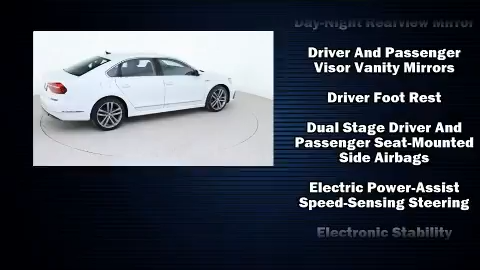 Day-Night Rearview Mirror
Driver And Passenger
Visor Vanity Mirrors
Driver Foot Rest
Dual Stage Driver And
Passenger Seat-Mounted
Side Airbags
Electric Power-Assist
Speed-Sensing Steering
Electronic Stability